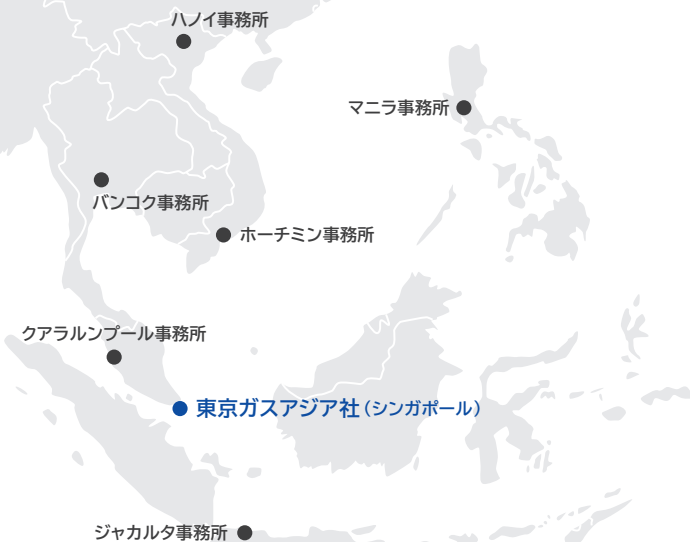 ハノイ事務所
マニラ事務所
バンコク事務所
ホーチミン事務所
クアラルンプール事務所
東京ガスアジア社(シンガポール)
ジャカルタ事務所